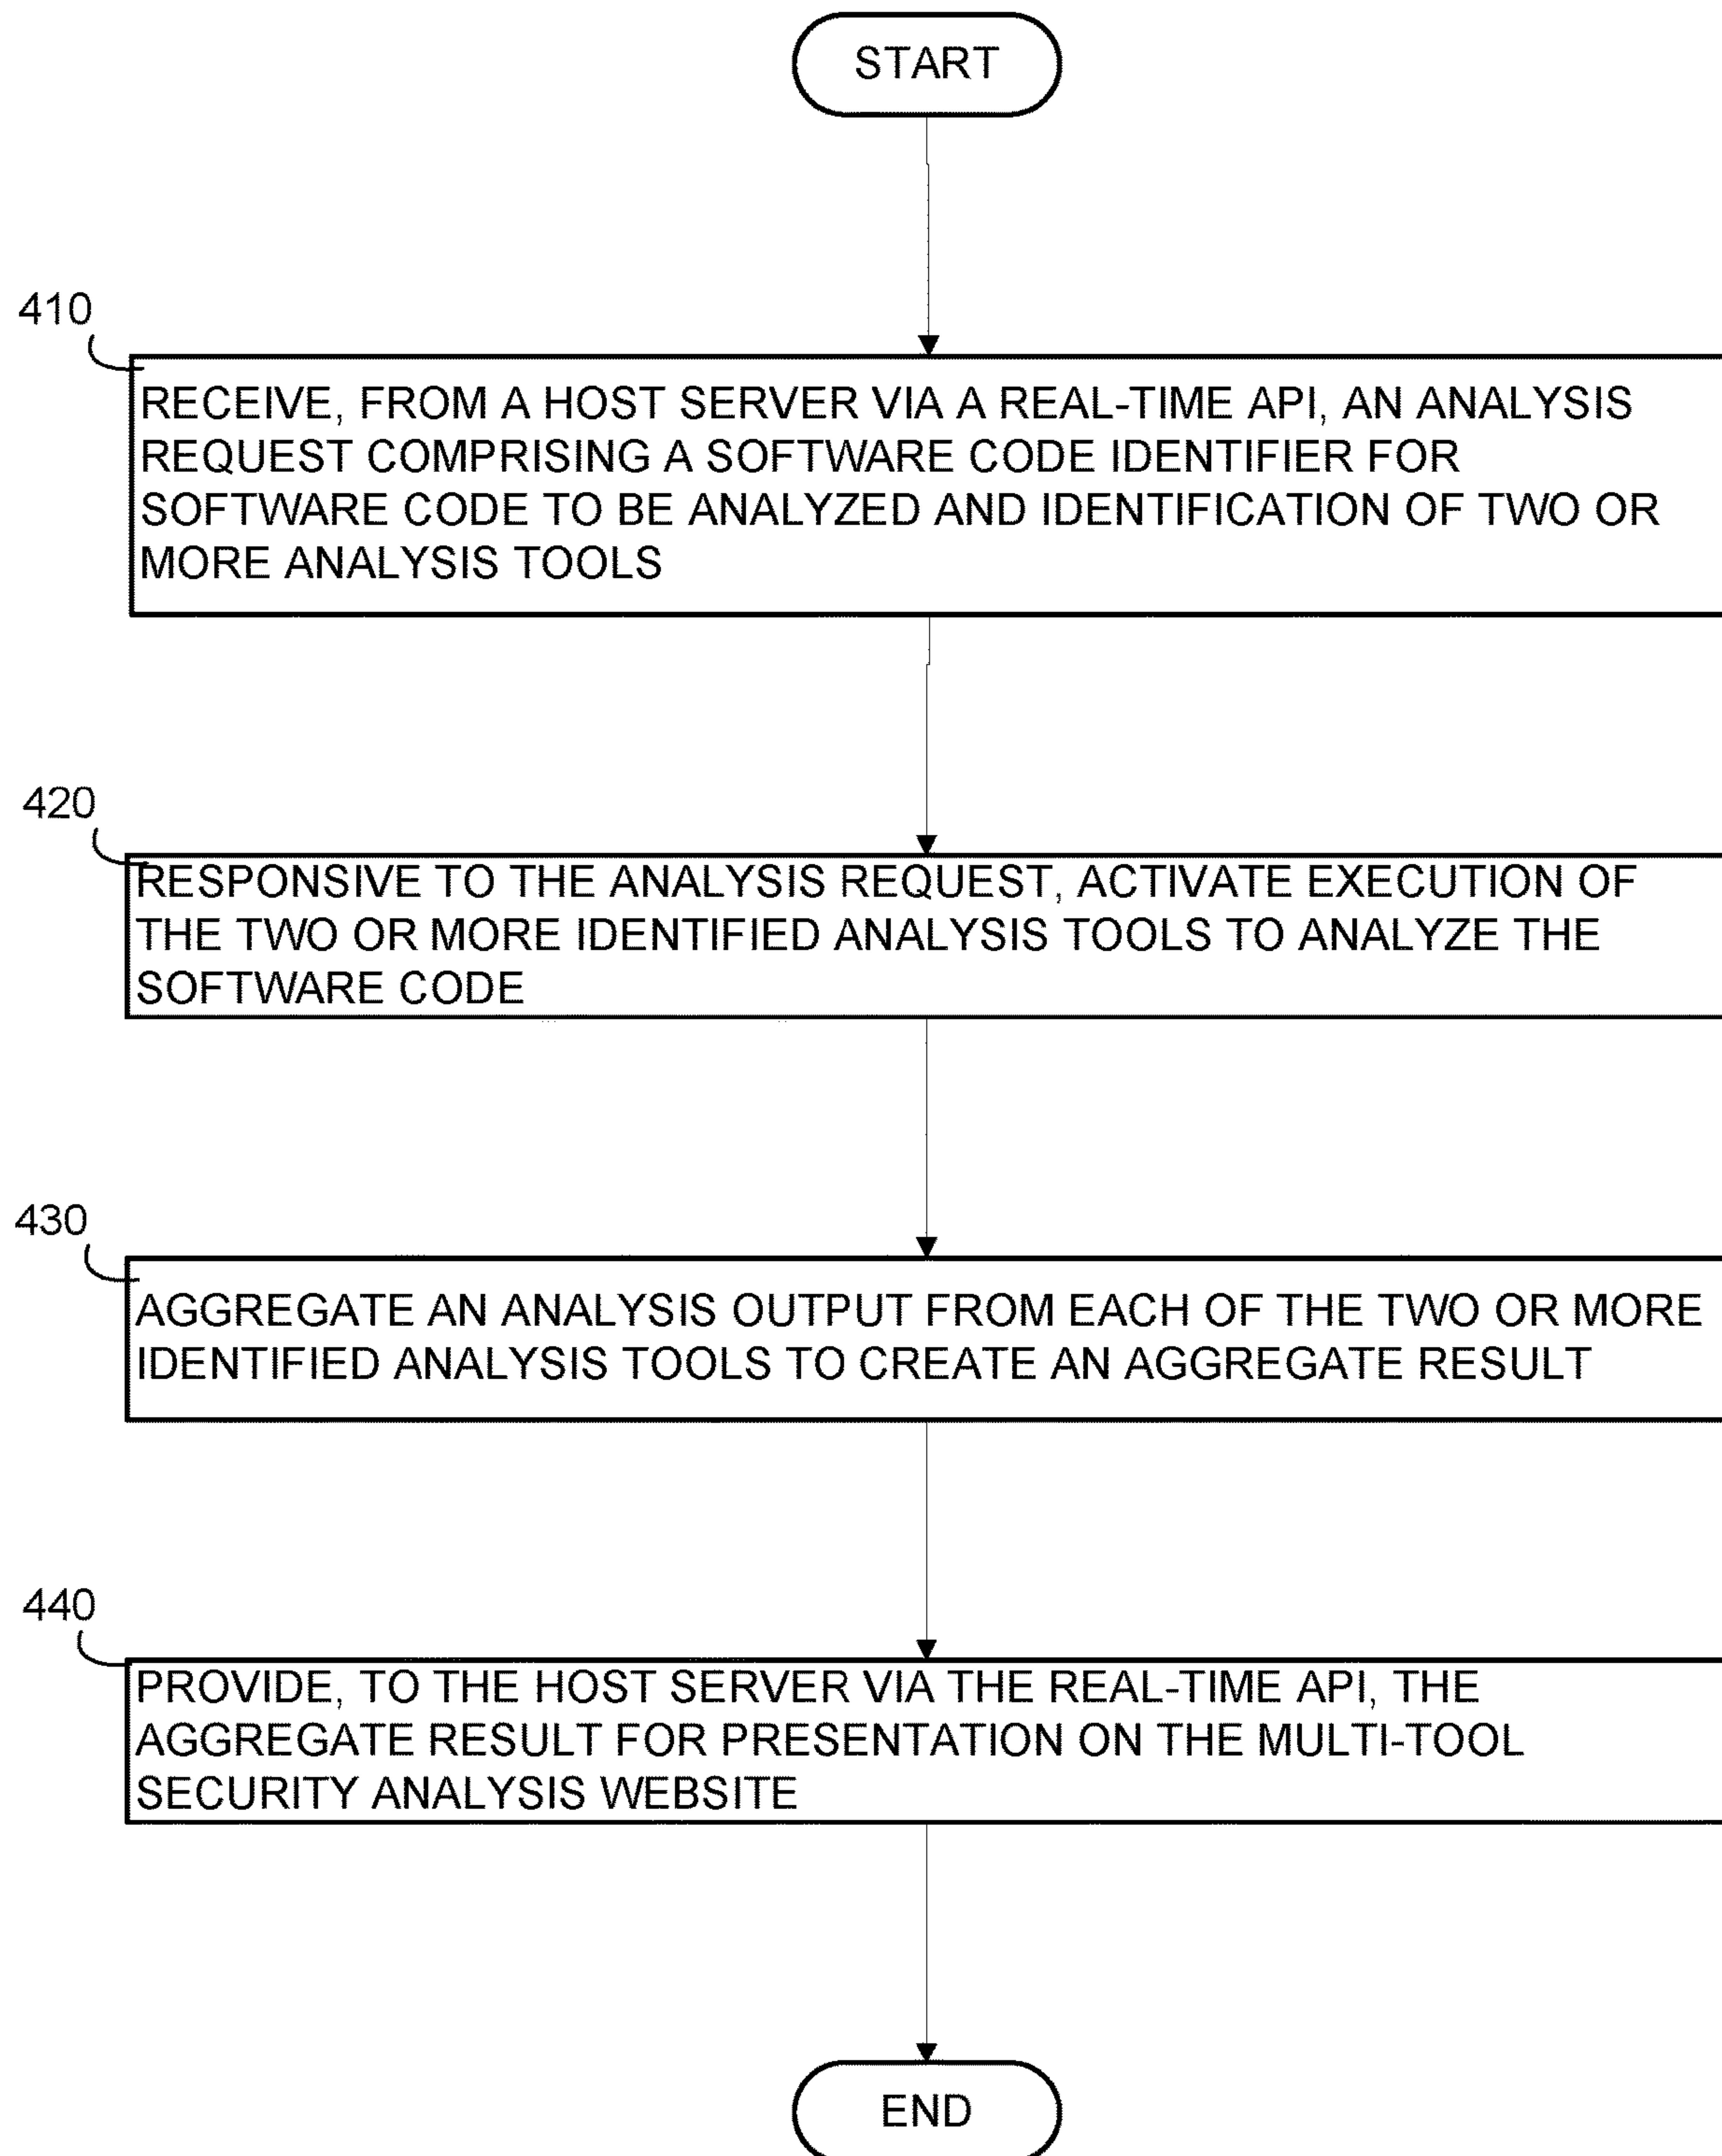 START
410
RECEIVE, FROM A HOST SERVER VIA A REAL-TIME API, AN ANALYSIS
REQUEST COMPRISING A SOFTWARE CODE IDENTIFIER FOR
SOFTWARE CODE TO BE ANALYZED AND IDENTIFICATION OF TWO OR
MORE ANALYSIS TOOLS
420
RESPONSIVE TO THE ANALYSIS REQUEST, ACTIVATE EXECUTION OF
THE TWO OR MORE IDENTIFIED ANALYSIS TOOLS TO ANALYZE THE
SOFTWARE CODE
430
AGGREGATE AN ANALYSIS OUTPUT FROM EACH OF THE TWO OR MORE
IDENTIFIED ANALYSIS TOOLS TO CREATE AN AGGREGATE RESULT
440
PROVIDE, TO THE HOST SERVER VIA THE REAL-TIME API, THE
AGGREGATE RESULT FOR PRESENTATION ON THE MULTI-TOOL
SECURITY ANALYSIS WEBSITE
END